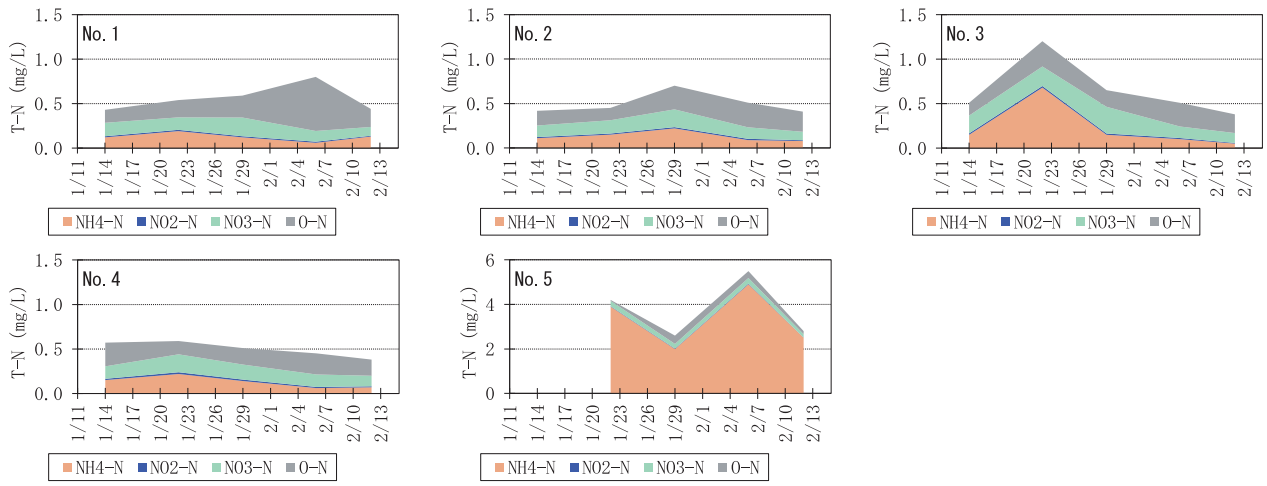 No. 1
T-N (mg/L)
1.5
1.0
0.5
0.0
1/11 1/14 1/17 1/20 1/23 1/26 1/29 2/1 2/4 2/7 2/10 2/13
NH4-N NO2-N NO3-N O-N
No. 2
T-N (mg/L)
1.5
1.0
0.5
0.0
1/11 1/14 1/17 1/20 1/23 1/26 1/29 2/1 2/4 2/7 2/10 2/13
NH4-N NO2-N NO3-N O-N
No. 3
T-N (mg/L)
1.5
1.0
0.5
0.0
1/11 1/14 1/17 1/20 1/23 1/26 1/29 2/1 2/4 2/7 2/10 2/13
NH4-N NO2-N NO3-N O-N
No. 4
T-N (mg/L)
1.5
1.0
0.5
0.0
1/11 1/14 1/17 1/20 1/23 1/26 1/29 2/1 2/4 2/7 2/10 2/13
NH4-N NO2-N NO3-N O-N
No. 5
T-N (mg/L)
6
4
2
0
1/11 1/14 1/17 1/20 1/23 1/26 1/29 2/1 2/4 2/7 2/10 2/13
NH4-N NO2-N NO3-N O-N